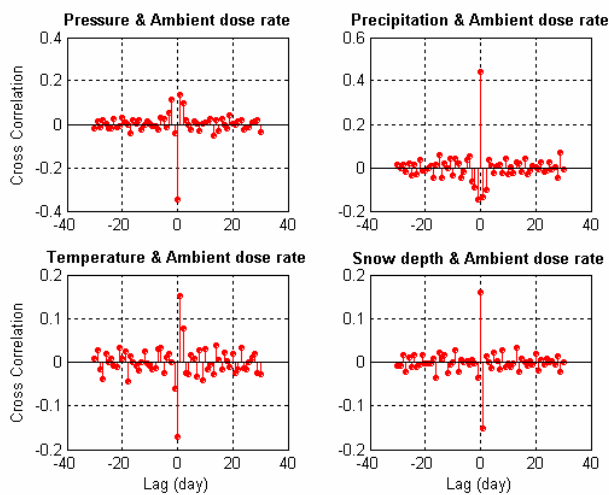 Pressure & Ambient dose rate
Precipitation & Ambient dose rate
Cross Correlation
0.4
0.2
0
-0.2
-0.4
-40 -20 0 20 40
0.6
0.4
0.2
0
-0.2
-40 -20 0 20 40
Temperature & Ambient dose rate
Snow depth & Ambient dose rate
Cross Correlation
0.2
0.1
0
-0.1
-0.2
-40 -20 0 20 40
Lag (day)
0.2
0.1
0
-0.1
-0.2
-40 -20 0 20 40
Lag (day)